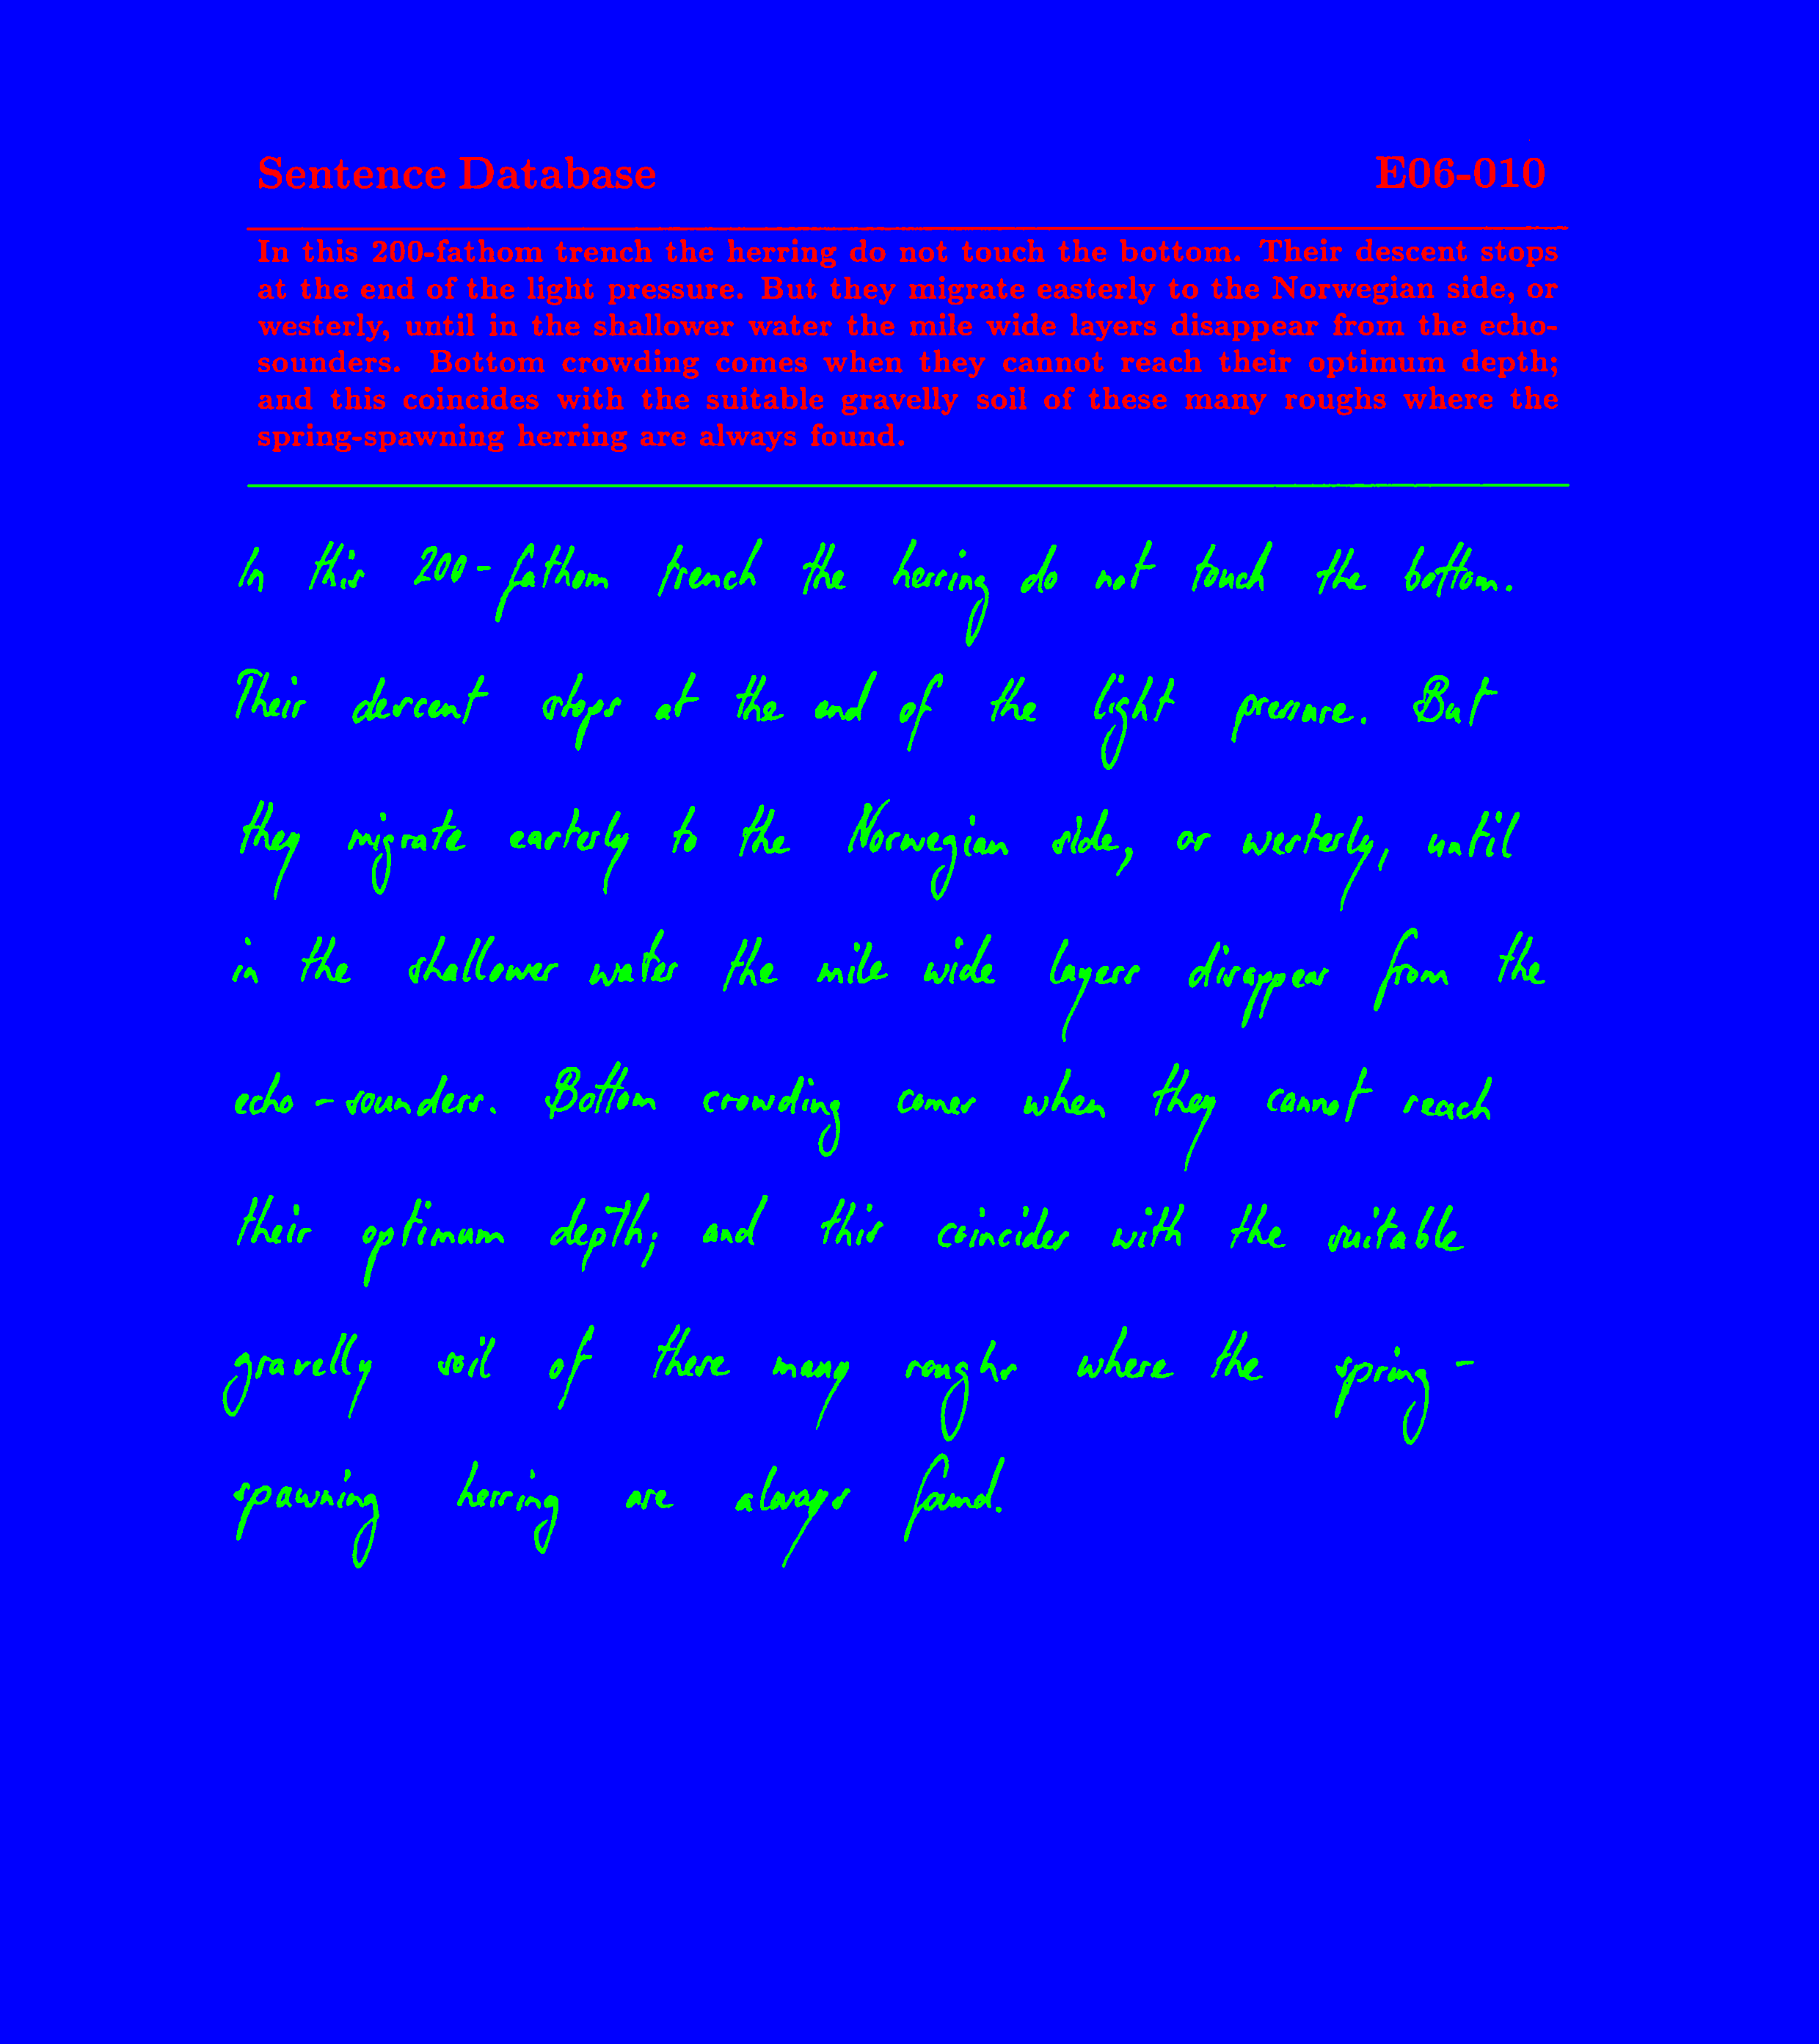 Sentence Database E06-010
In this 200-fathom trench the herring do not touch the bottom. Their descent stops
at the end of the light pressure. But they migrate easterly to the Norwegian side, or
westerly, until in the shallower water the mile wide layers disappear from the echo-
sounders. Bottom crowding comes when they cannot reach their optimum depth;
and this coincides with the suitable gravelly soil of these many roughs where the
spring-spawning herring are always found.
In this 200-fathom trench the herring do not touch the bottom.
Their descent stops at the end of the light pressure. But
they migrate easterly to the Norwegian side, or westerly, until
in the shallower water the mile wide layers disappear from the
echo-sounders. Bottom crowding comes when they cannot reach
their optimum depth; and this coincides with the suitable
gravelly soil of these many roughs where the spring-
spawning herring are always found.